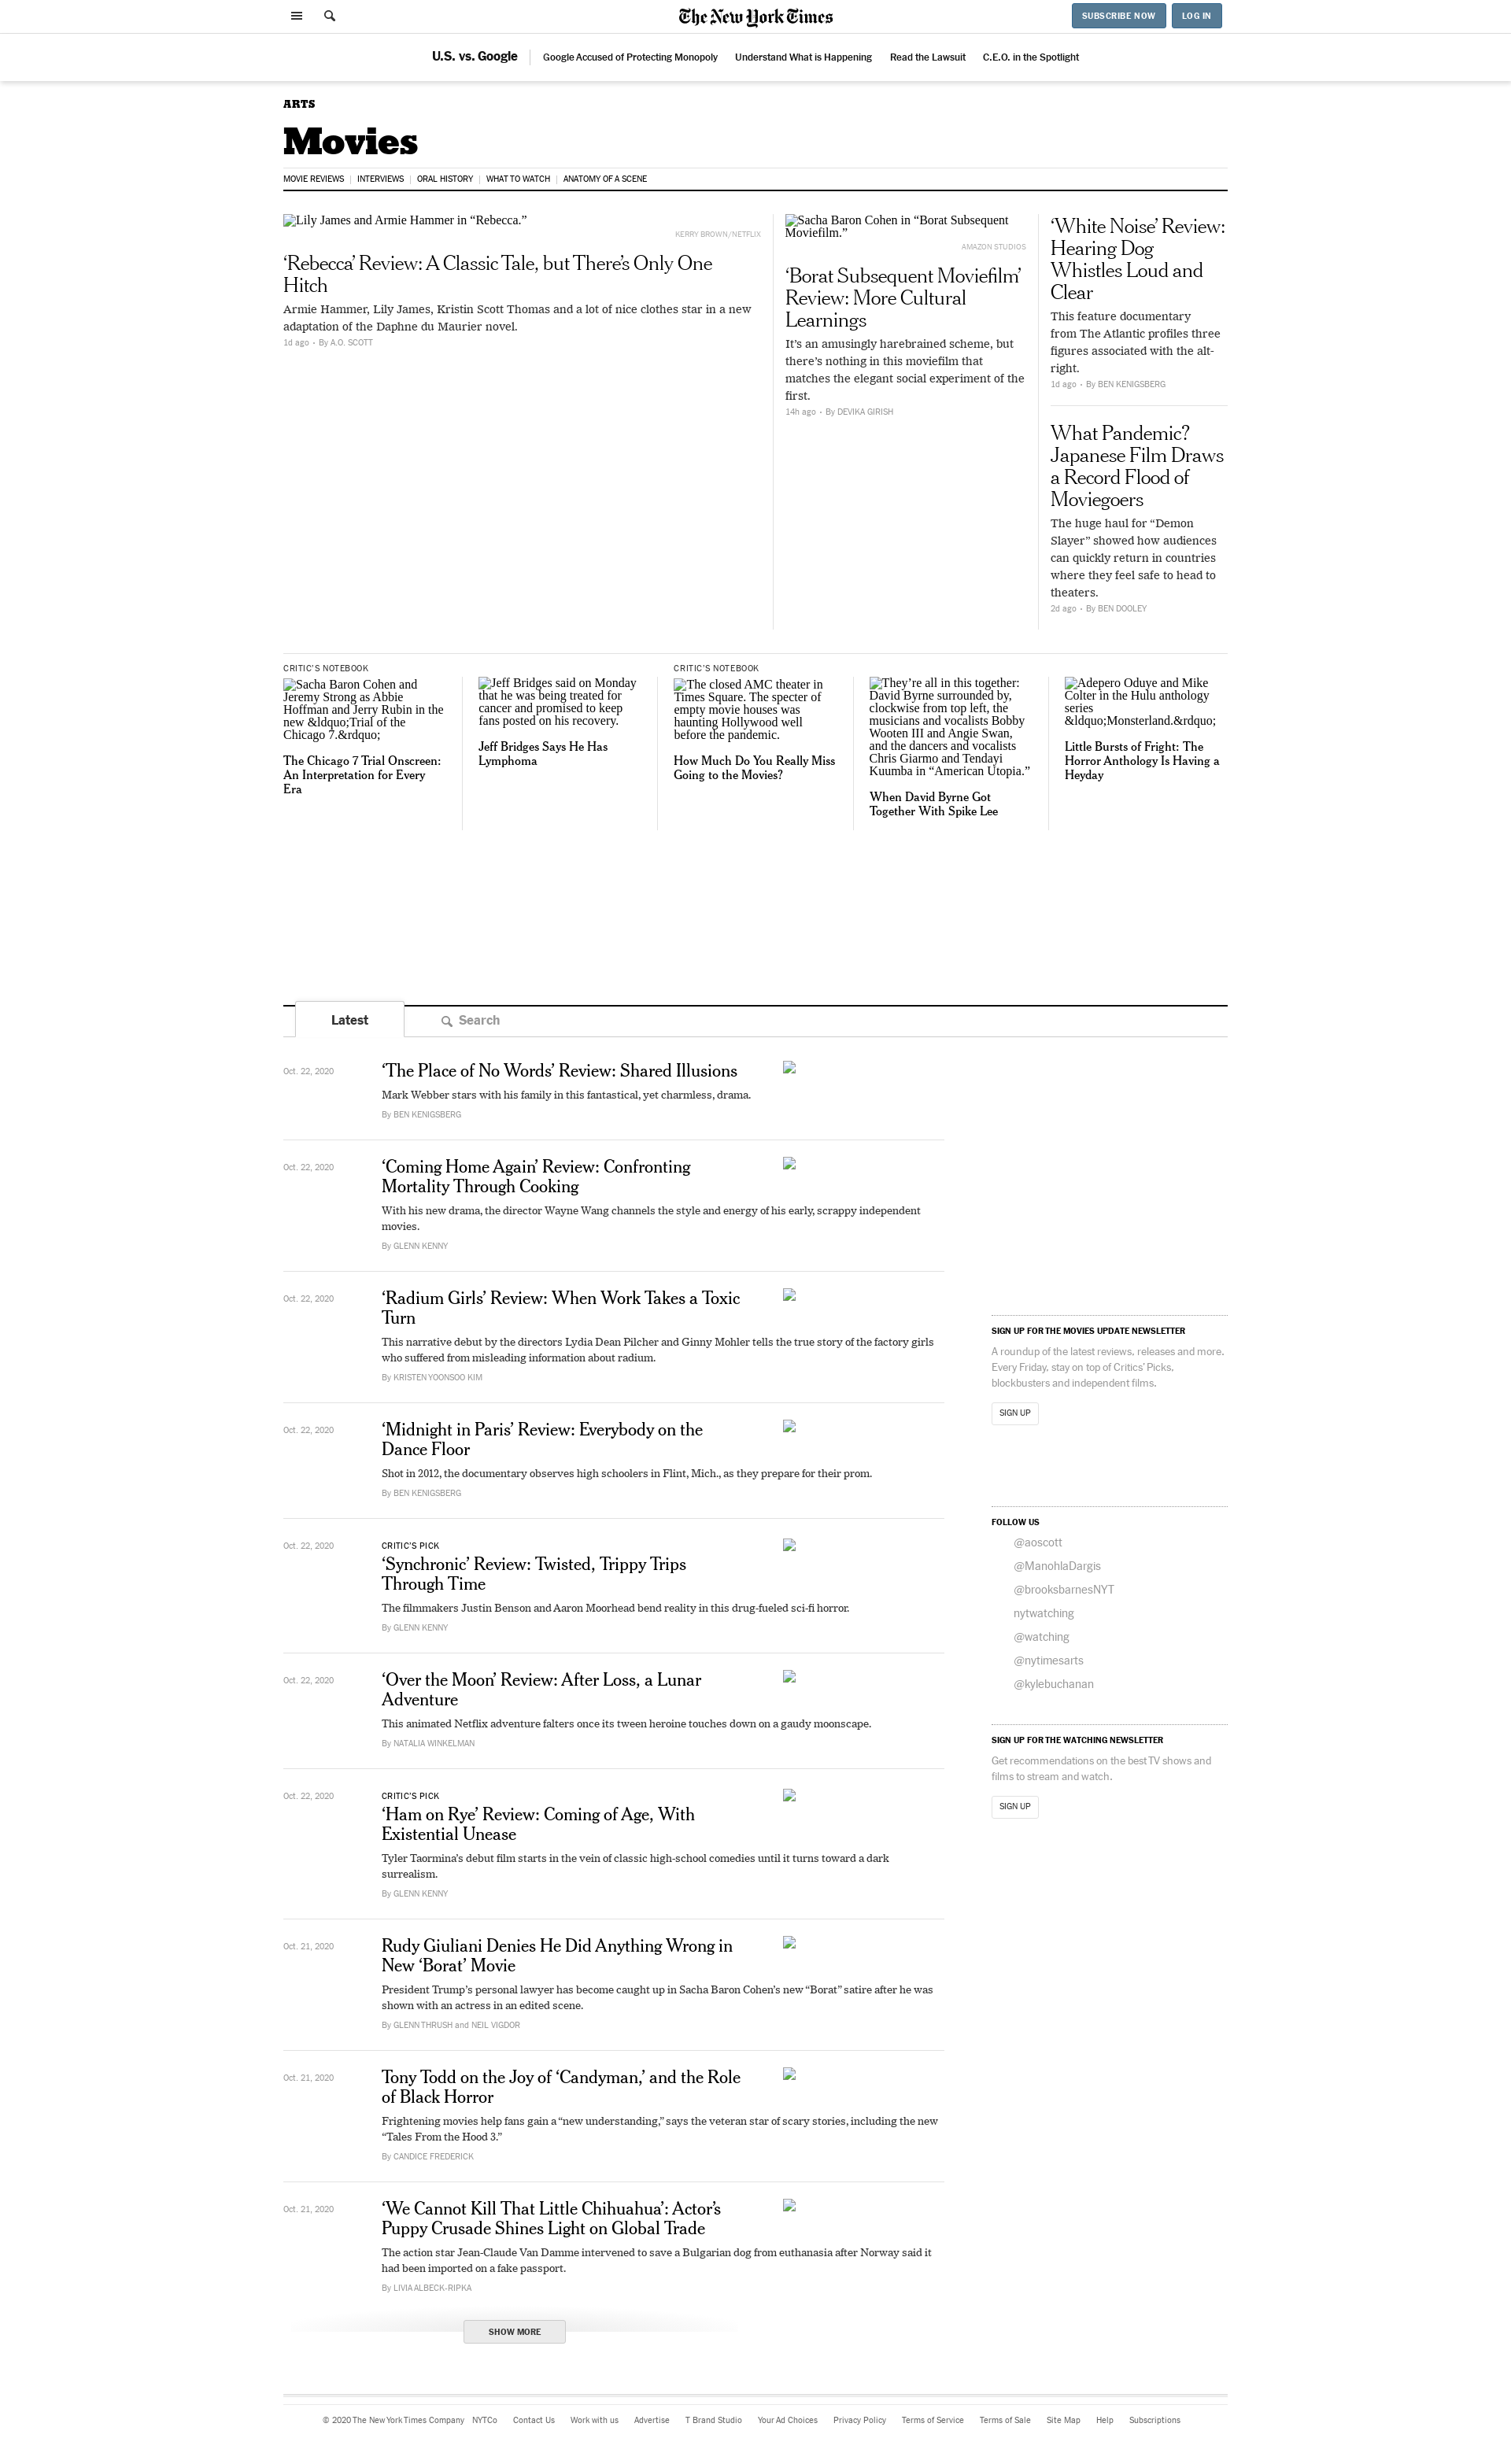 The New York Times
SUBSCRIBE NOW
LOG IN
U.S. vs. Google
Google Accused of Protecting Monopoly
Understand What is Happening
Read the Lawsuit
C.E.O. in the Spotlight
ARTS
Movies
MOVIE REVIEWS
INTERVIEWS
ORAL HISTORY
WHAT TO WATCH
ANATOMY OF A SCENE
Lily James and Armie Hammer in “Rebecca.”
KERRY BROWN/NETFLIX
‘Rebecca’ Review: A Classic Tale, but There’s Only One
Hitch
Armie Hammer, Lily James, Kristin Scott Thomas and a lot of nice clothes star in a new
adaptation of the Daphne du Maurier novel.
1d ago • By A.O. SCOTT
Sacha Baron Cohen in “Borat Subsequent
Moviefilm.”
AMAZON STUDIOS
‘Borat Subsequent Moviefilm’
Review: More Cultural
Learnings
It’s an amusingly harebrained scheme, but
there’s nothing in this moviefilm that
matches the elegant social experiment of the
first.
14h ago • By DEVIKA GIRISH
‘White Noise’ Review:
Hearing Dog
Whistles Loud and
Clear
This feature documentary
from The Atlantic profiles three
figures associated with the alt-
right.
1d ago • By BEN KENIGSBERG
What Pandemic?
Japanese Film Draws
a Record Flood of
Moviegoers
The huge haul for “Demon
Slayer” showed how audiences
can quickly return in countries
where they feel safe to head to
theaters.
2d ago • By BEN DOOLEY
CRITIC’S NOTEBOOK
Sacha Baron Cohen and
Jeremy Strong as Abbie
Hoffman and Jerry Rubin in the
new &ldquo;Trial of the
Chicago 7.&rdquo;
The Chicago 7 Trial Onscreen:
An Interpretation for Every
Era
Jeff Bridges said on Monday
that he was being treated for
cancer and promised to keep
fans posted on his recovery.
Jeff Bridges Says He Has
Lymphoma
CRITIC’S NOTEBOOK
The closed AMC theater in
Times Square. The specter of
empty movie houses was
haunting Hollywood well
before the pandemic.
How Much Do You Really Miss
Going to the Movies?
They’re all in this together:
David Byrne surrounded by,
clockwise from top left, the
musicians and vocalists Bobby
Wooten III and Angie Swan,
and the dancers and vocalists
Chris Giarmo and Tendayi
Kuumba in “American Utopia.”
When David Byrne Got
Together With Spike Lee
Adepero Oduye and Mike
Colter in the Hulu anthology
series
&ldquo;Monsterland.&rdquo;
Little Bursts of Fright: The
Horror Anthology Is Having a
Heyday
Latest
Search
Oct. 22, 2020
‘The Place of No Words’ Review: Shared Illusions
Mark Webber stars with his family in this fantastical, yet charmless, drama.
By BEN KENIGSBERG
Oct. 22, 2020
‘Coming Home Again’ Review: Confronting
Mortality Through Cooking
With his new drama, the director Wayne Wang channels the style and energy of his early, scrappy independent
movies.
By GLENN KENNY
Oct. 22, 2020
‘Radium Girls’ Review: When Work Takes a Toxic
Turn
This narrative debut by the directors Lydia Dean Pilcher and Ginny Mohler tells the true story of the factory girls
who suffered from misleading information about radium.
By KRISTEN YOONSOO KIM
Oct. 22, 2020
‘Midnight in Paris’ Review: Everybody on the
Dance Floor
Shot in 2012, the documentary observes high schoolers in Flint, Mich., as they prepare for their prom.
By BEN KENIGSBERG
Oct. 22, 2020
CRITIC’S PICK
‘Synchronic’ Review: Twisted, Trippy Trips
Through Time
The filmmakers Justin Benson and Aaron Moorhead bend reality in this drug-fueled sci-fi horror.
By GLENN KENNY
Oct. 22, 2020
‘Over the Moon’ Review: After Loss, a Lunar
Adventure
This animated Netflix adventure falters once its tween heroine touches down on a gaudy moonscape.
By NATALIA WINKELMAN
Oct. 22, 2020
CRITIC’S PICK
‘Ham on Rye’ Review: Coming of Age, With
Existential Unease
Tyler Taormina’s debut film starts in the vein of classic high-school comedies until it turns toward a dark
surrealism.
By GLENN KENNY
Oct. 21, 2020
Rudy Giuliani Denies He Did Anything Wrong in
New ‘Borat’ Movie
President Trump’s personal lawyer has become caught up in Sacha Baron Cohen’s new “Borat” satire after he was
shown with an actress in an edited scene.
By GLENN THRUSH and NEIL VIGDOR
Oct. 21, 2020
Tony Todd on the Joy of ‘Candyman,’ and the Role
of Black Horror
Frightening movies help fans gain a “new understanding,” says the veteran star of scary stories, including the new
“Tales From the Hood 3.”
By CANDICE FREDERICK
Oct. 21, 2020
‘We Cannot Kill That Little Chihuahua’: Actor’s
Puppy Crusade Shines Light on Global Trade
The action star Jean-Claude Van Damme intervened to save a Bulgarian dog from euthanasia after Norway said it
had been imported on a fake passport.
By LIVIA ALBECK-RIPKA
SHOW MORE
SIGN UP FOR THE MOVIES UPDATE NEWSLETTER
A roundup of the latest reviews, releases and more.
Every Friday, stay on top of Critics’ Picks,
blockbusters and independent films.
SIGN UP
FOLLOW US
@aoscott
@ManohlaDargis
@brooksbarnesNYT
nytwatching
@watching
@nytimesarts
@kylebuchanan
SIGN UP FOR THE WATCHING NEWSLETTER
Get recommendations on the best TV shows and
films to stream and watch.
SIGN UP
© 2020 The New York Times Company
NYTCo
Contact Us
Work with us
Advertise
T Brand Studio
Your Ad Choices
Privacy Policy
Terms of Service
Terms of Sale
Site Map
Help
Subscriptions